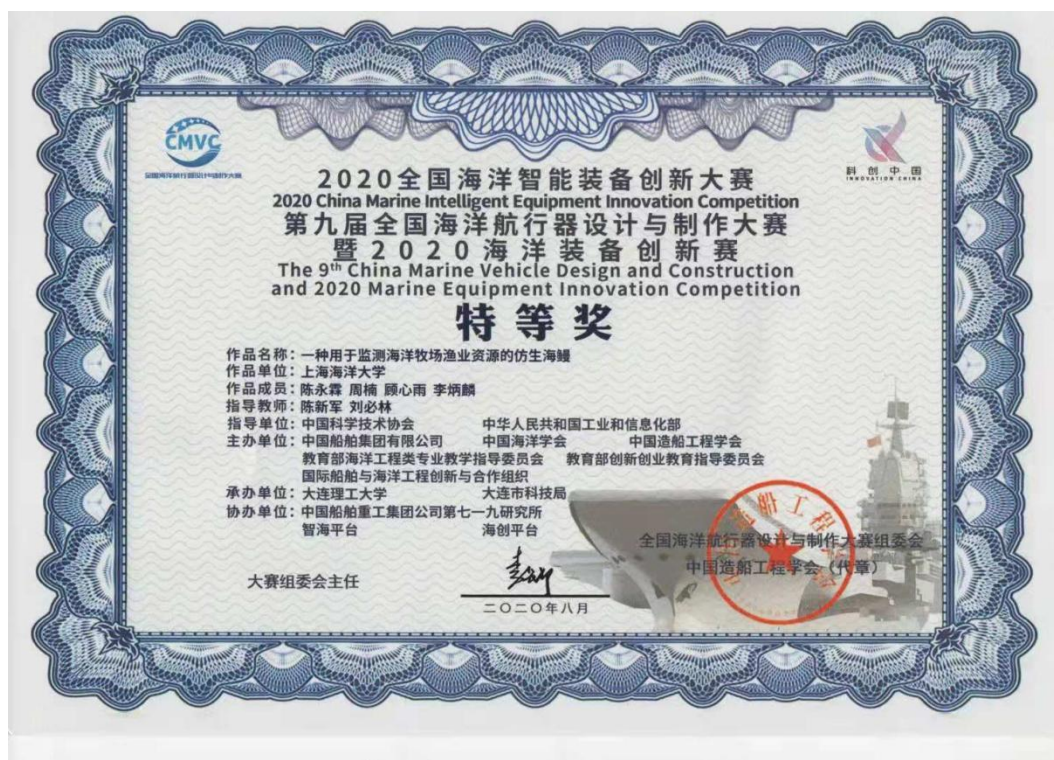 CMVC
全国海洋航行器设计与制作大赛
科创中国
INNOVATION CHINA
2020全国海洋智能装备创新大赛
2020 China Marine Intelligent Equipment Innovation Competition
第九届全国海洋航行器设计与制作大赛
暨2020海洋装备创新赛
The 9th China Marine Vehicle Design and Construction
and 2020 Marine Equipment Innovation Competition
特等奖
作品名称：一种用于监测海洋牧场渔业资源的仿生海鳗
作品单位：上海海洋大学
作品成员：陈永霖 周楠 顾心雨 李炳麟
指导教师：陈新军 刘必林
指导单位：中国科学技术协会 中华人民共和国工业和信息化部
主办单位：中国船舶集团有限公司 中国海洋学会 中国造船工程学会
教育部海洋工程类专业教学指导委员会 教育部创新创业教育指导委员会
国际船舶与海洋工程创新与合作组织
承办单位：大连理工大学 大连市科技局
协办单位：中国船舶重工集团公司第七一九研究所
智海平台 海创平台
全国海洋航行器设计与制作大赛组委会
中国造船工程学会（代章）
大赛组委会主任
二〇二〇年八月